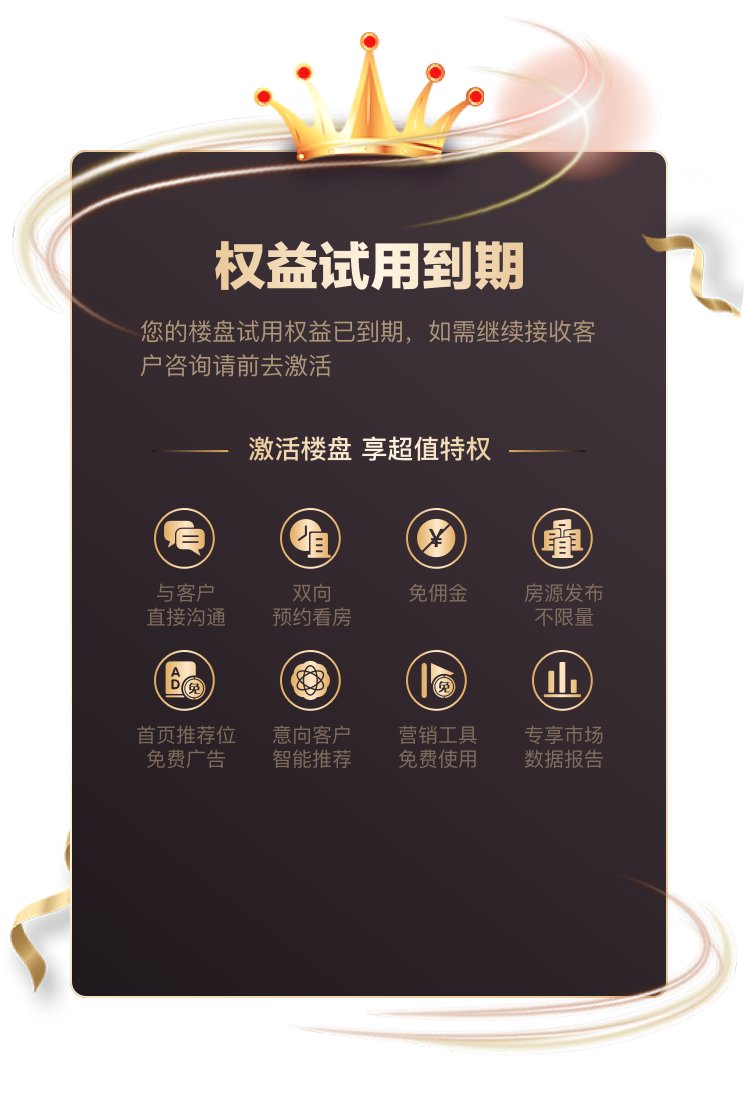 权益试用到期
您的楼盘试用权益已到期，如需继续接收客
户咨询请前去激活
激活楼盘 享超值特权
¥
与客户
直接沟通
双向
预约看房
免佣金
房源发布
不限量
AD
免
免
首页推荐位
免费广告
意向客户
智能推荐
营销工具
免费使用
专享市场
数据报告